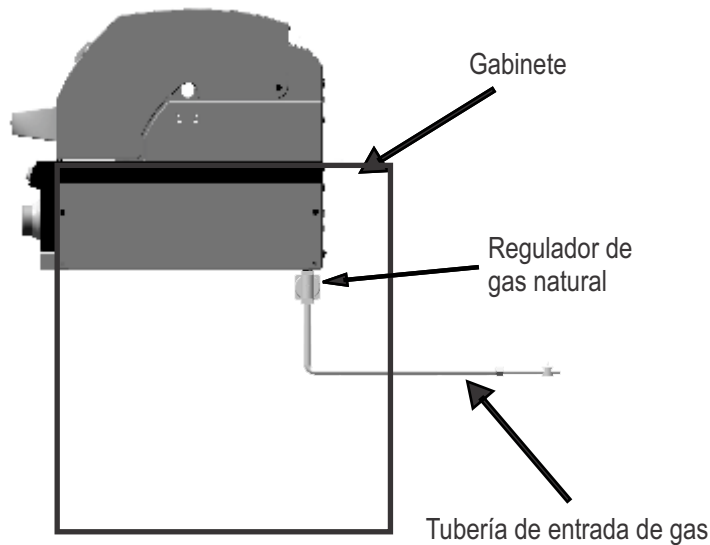 Gabinete
Regulador de
gas natural
Tubería de entrada de gas